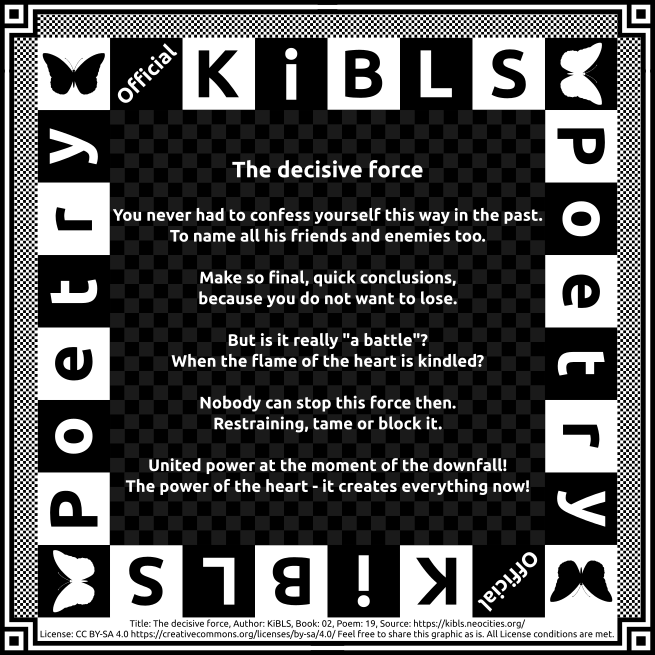 Official KiBLS
Poetry
Poetry
The decisive force
You never had to confess yourself this way in the past.
To name all his friends and enemies too.
Make so final, quick conclusions,
because you do not want to lose.
But is it really "a battle"?
When the flame of the heart is kindled?
Nobody can stop this force then.
Restraining, tame or block it.
United power at the moment of the downfall!
The power of the heart - it creates everything now!
Official KiBLS
Title: The decisive force, Author: KiBLS, Book: 02, Poem: 19, Source: https://kibls.neocities.org/
License: CC BY-SA 4.0 https://creativecommons.org/licenses/by-sa/4.0/ Feel free to share this graphic as is. All License conditions are met.